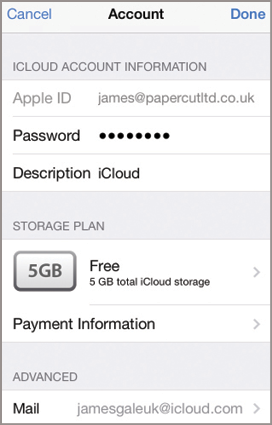 Cancel Account Done
ICLOUD ACCOUNT INFORMATION
Apple ID james@papercutltd.co.uk
Password ●●●●●●●●
Description iCloud
STORAGE PLAN
5GB Free
5 GB total iCloud storage
Payment Information
ADVANCED
Mail jamesgaleuk@icloud.com